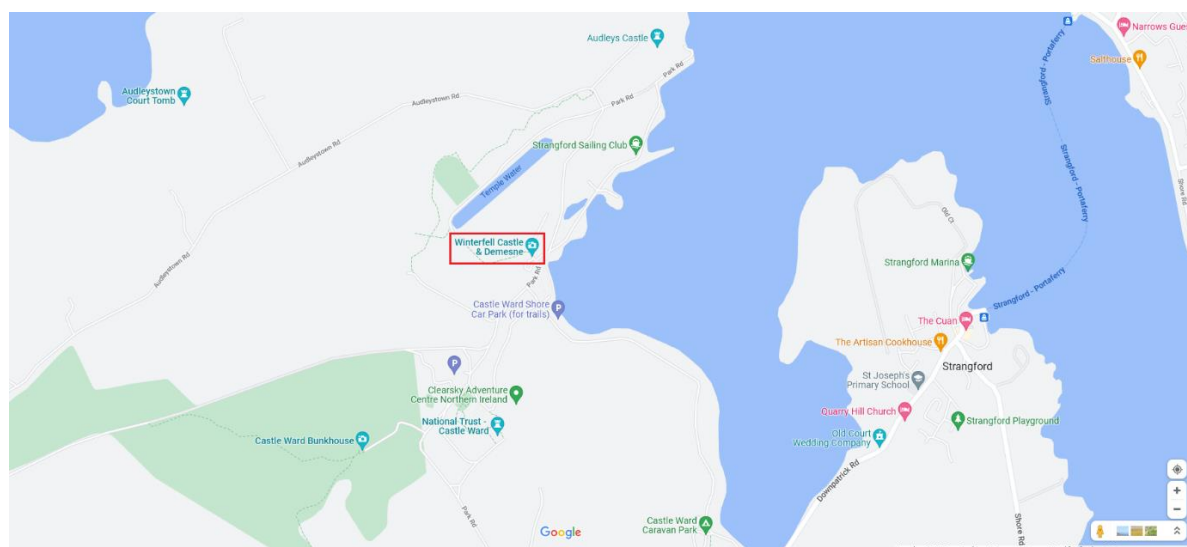 Narrows Gues
Salthouse
Audleys Castle
Park Rd
Audleystown
Court Tomb
Audleystown Rd
Park Rd
Strangford - Portaferry
Strangford Sailing Club
Audleystown Rd
Strangford - Portaferry
Temple Water
Shore Rd
Old Ct
Winterfell Castle
& Demesne
Audleystown Rd
Park Rd
Strangford Marina
Strangford - Portaferry
Castle Ward Shore
Car Park (for trails)
P
The Cuan
The Artisan Cookhouse
P
Strangford
St Joseph's
Primary School
Clearsky Adventure
Centre Northern Ireland
Quarry Hill Church
National Trust -
Castle Ward
Strangford Playground
Castle Ward Bunkhouse
Old Court
Wedding Company
Downpatrick Rd
Park Rd
Castle Ward
Caravan Park
Shore Rd
Google
+
−